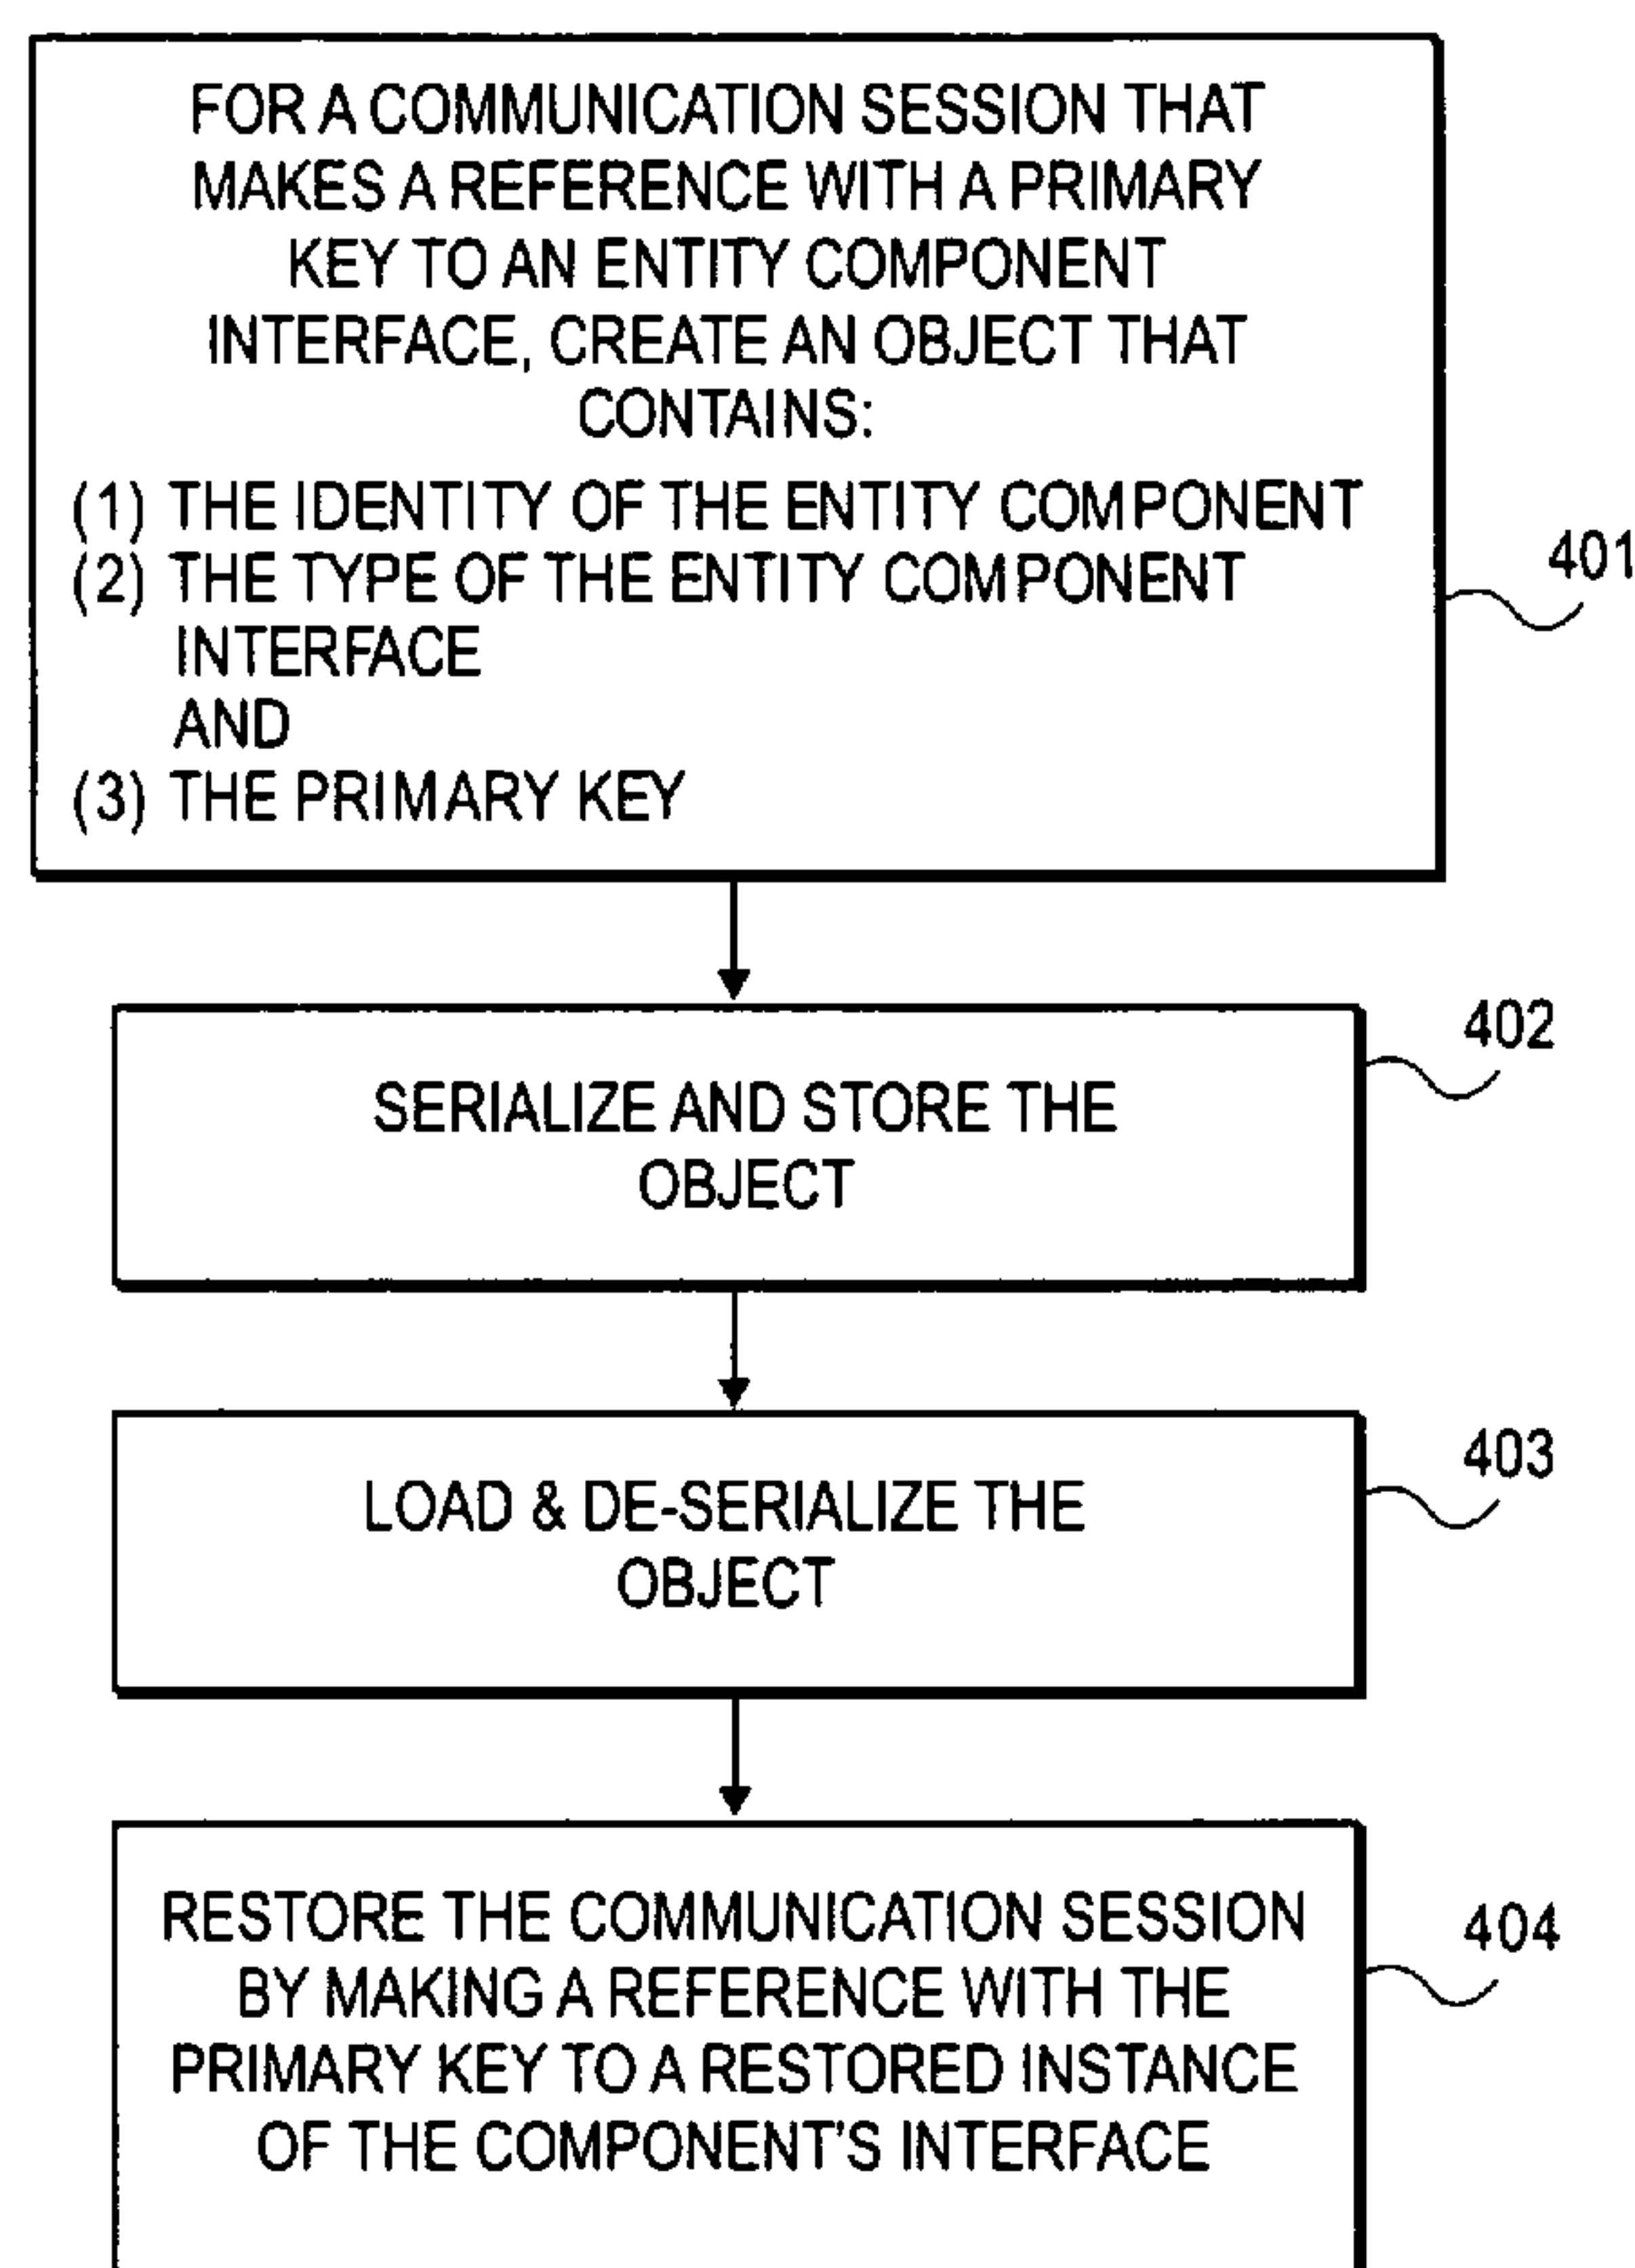 FOR A COMMUNICATION SESSION THAT
MAKES A REFERENCE WITH A PRIMARY
KEY TO AN ENTITY COMPONENT
INTERFACE, CREATE AN OBJECT THAT
CONTAINS:
(1) THE IDENTITY OF THE ENTITY COMPONENT
(2) THE TYPE OF THE ENTITY COMPONENT
INTERFACE
AND
(3) THE PRIMARY KEY
401
402
SERIALIZE AND STORE THE
OBJECT
403
LOAD & DE-SERIALIZE THE
OBJECT
404
RESTORE THE COMMUNICATION SESSION
BY MAKING A REFERENCE WITH THE
PRIMARY KEY TO A RESTORED INSTANCE
OF THE COMPONENT'S INTERFACE